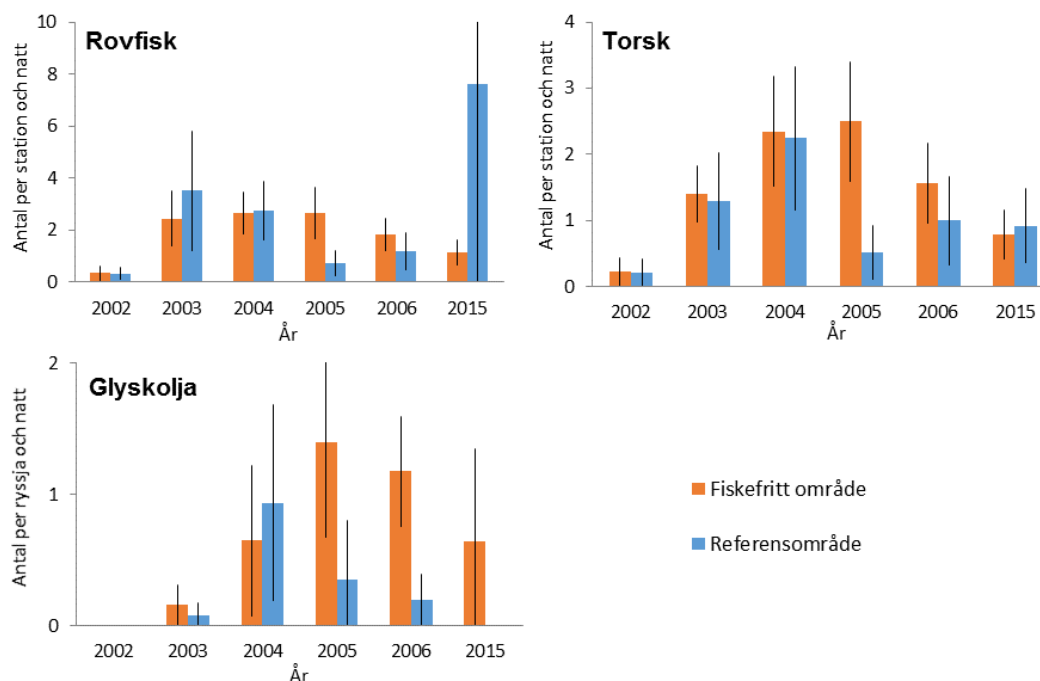 Rovfisk
Antal per station och natt
10
8
6
4
2
0
2002 2003 2004 2005 2006 2015
År
Torsk
Antal per station och natt
4
3
2
1
0
2002 2003 2004 2005 2006 2015
År
Glyskolja
Antal per ryssja och natt
2
1
0
2002 2003 2004 2005 2006 2015
År
Fiskefritt område
Referensområde